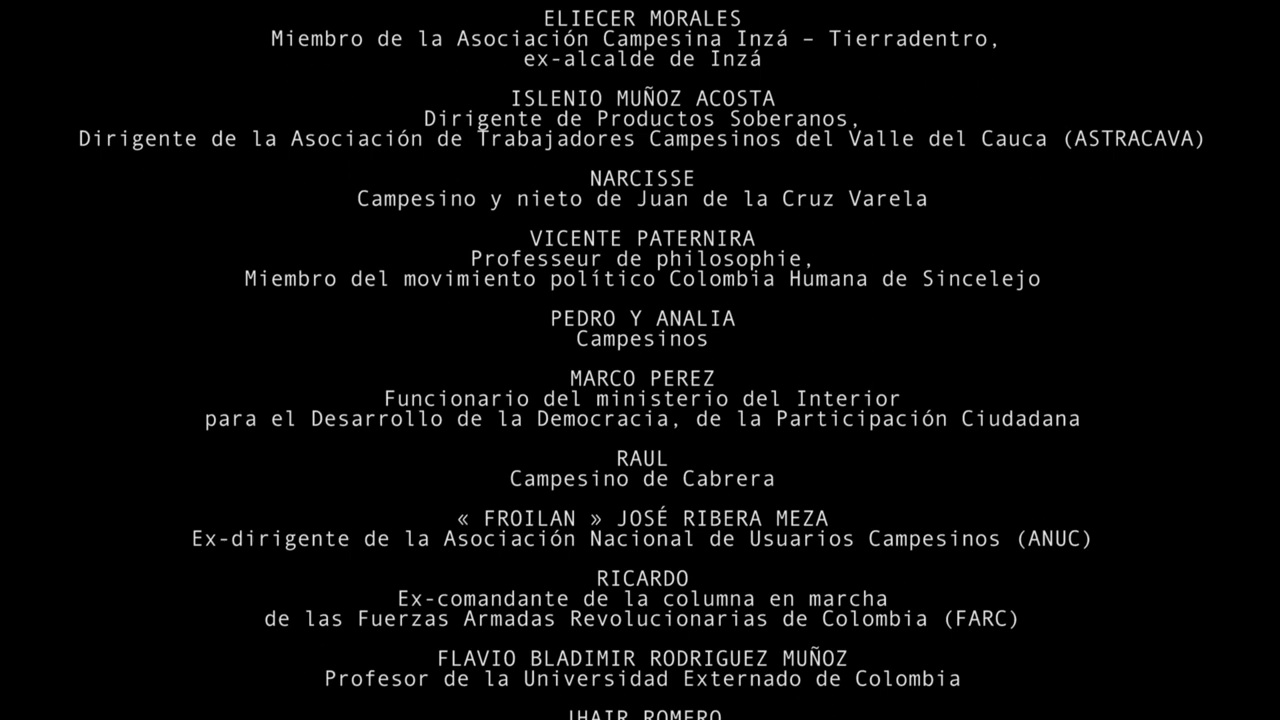 ELIECER MORALES
Miembro de la Asociación Campesina Inzá – Tierradentro,
ex-alcalde de Inzá
ISLENIO MUÑOZ ACOSTA
Dirigente de Productos Soberanos,
Dirigente de la Asociación de Trabajadores Campesinos del Valle del Cauca (ASTRACAVA)
NARCISSE
Campesino y nieto de Juan de la Cruz Varela
VICENTE PATERNIRA
Professeur de philosophie,
Miembro del movimiento político Colombia Humana de Sincelejo
PEDRO Y ANALIA
Campesinos
MARCO PEREZ
Funcionario del ministerio del Interior
para el Desarrollo de la Democracia, de la Participación Ciudadana
RAUL
Campesino de Cabrera
« FROILAN » JOSÉ RIBERA MEZA
Ex-dirigente de la Asociación Nacional de Usuarios Campesinos (ANUC)
RICARDO
Ex-comandante de la columna en marcha
de las Fuerzas Armadas Revolucionarias de Colombia (FARC)
FLAVIO BLADIMIR RODRIGUEZ MUÑOZ
Profesor de la Universidad Externado de Colombia
JHAIR ROMERO